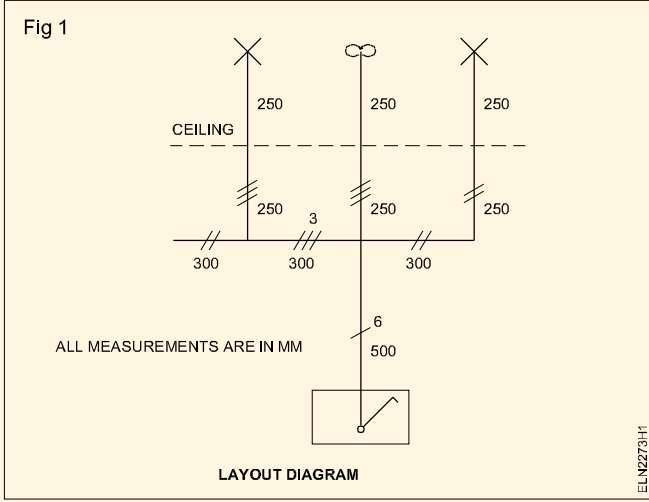 Fig 1
250 250 250
CEILING
250 250 250
3
300 300 300
6
ALL MEASUREMENTS ARE IN MM 500
LAYOUT DIAGRAM
ELN2273H1